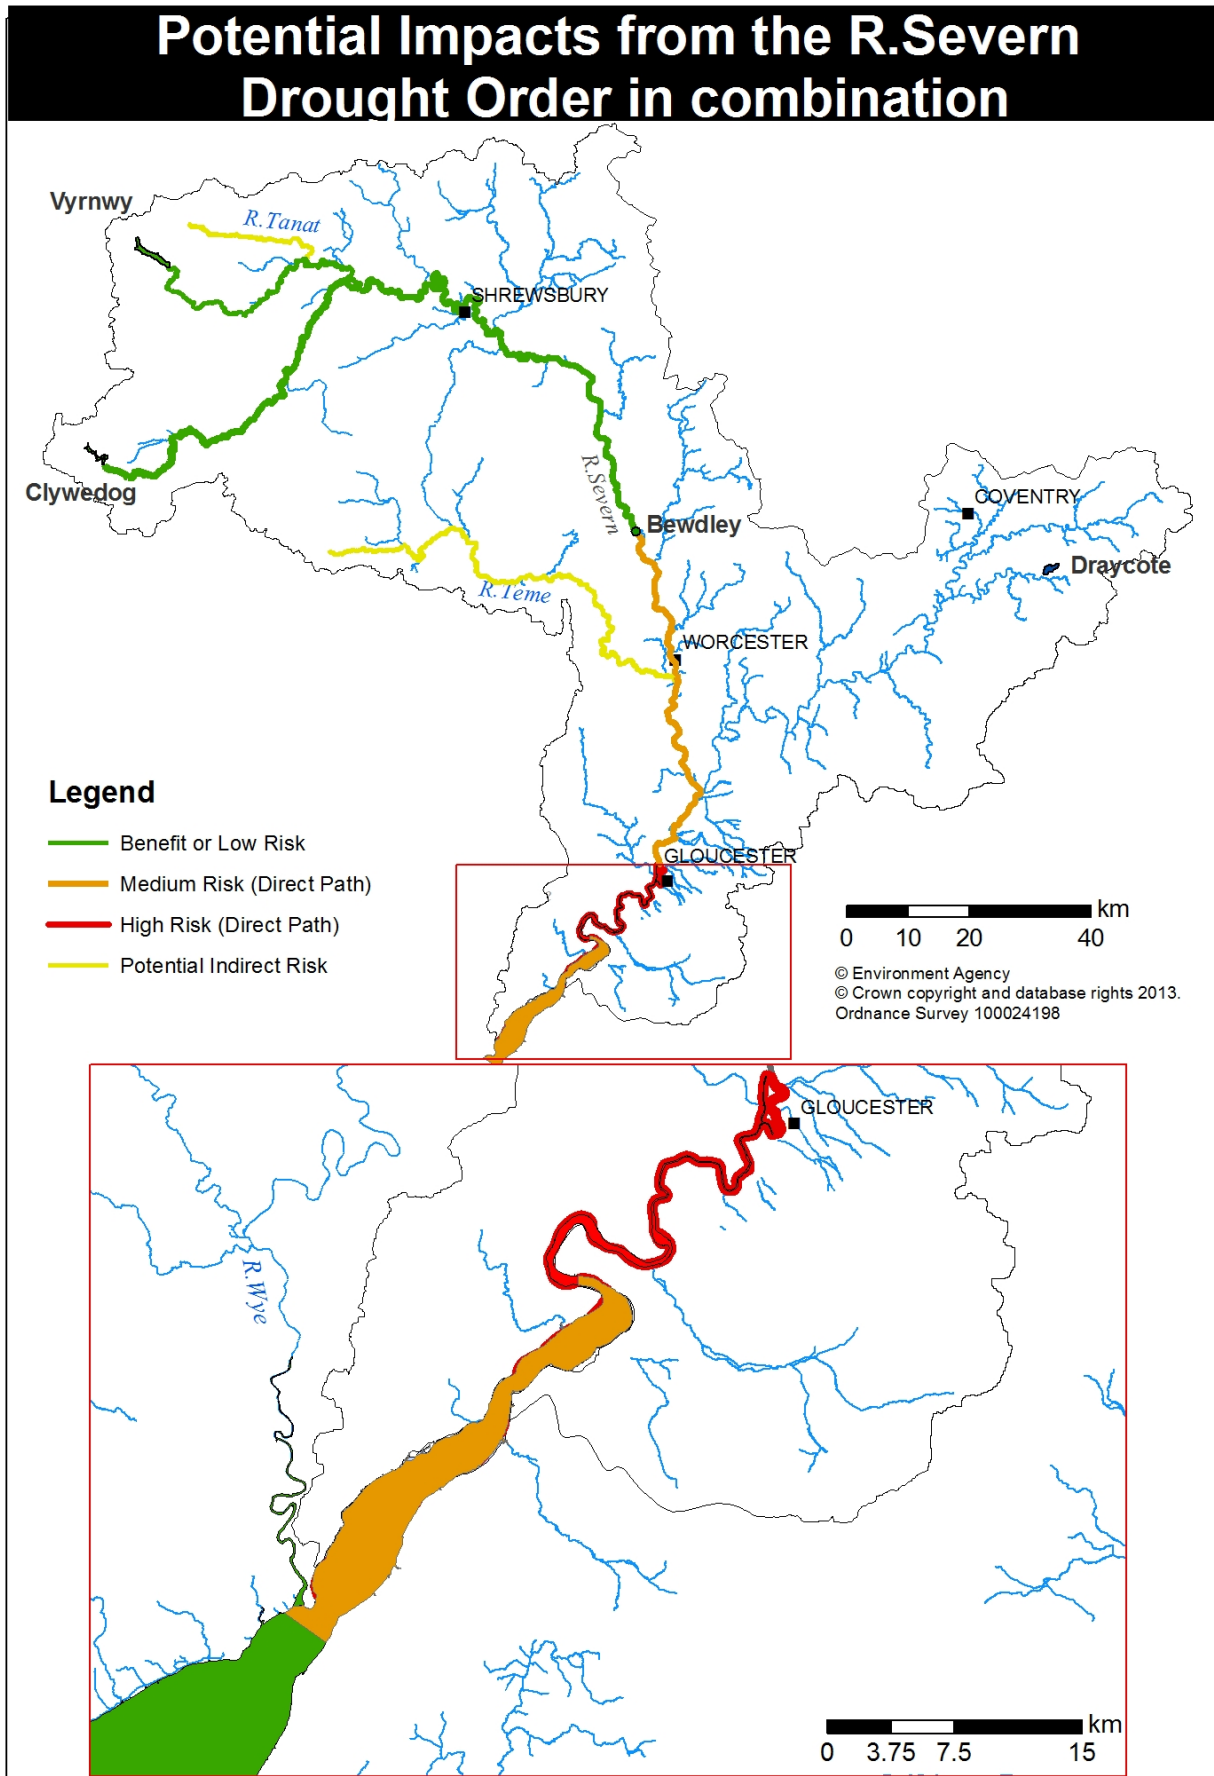 Potential Impacts from the R.Severn
Drought Order in combination
Vyrnwy
R.Tanat
SHREWSBURY
Clywedog
R.Severn
Bewdley
COVENTRY
Draycote
R.Teme
WORCESTER
Legend
Benefit or Low Risk
Medium Risk (Direct Path)
High Risk (Direct Path)
Potential Indirect Risk
GLOUCESTER
km
0 10 20 40
© Environment Agency
© Crown copyright and database rights 2013.
Ordnance Survey 100024198
GLOUCESTER
R.Wye
km
0 3.75 7.5 15